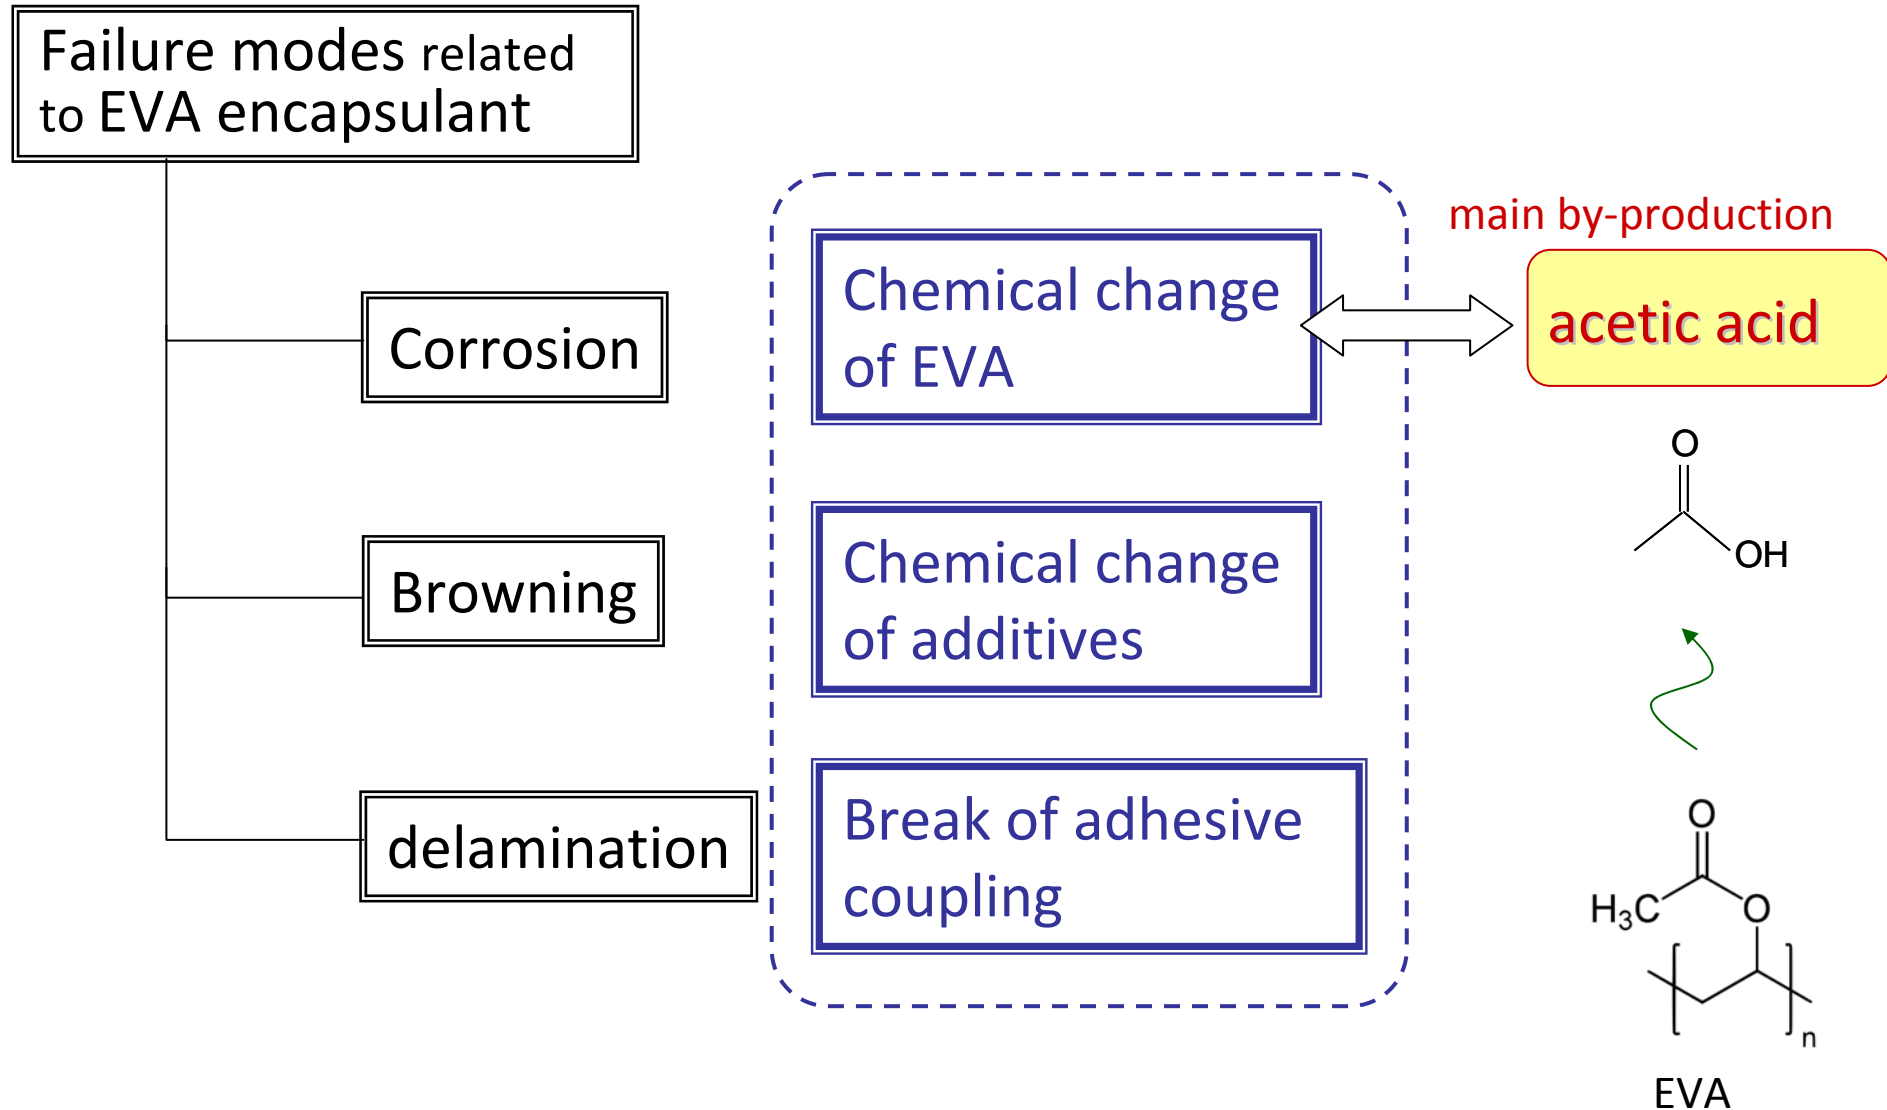 Failure modes related
to EVA encapsulant
Corrosion
Browning
delamination
Chemical change
of EVA
Chemical change
of additives
Break of adhesive
coupling
main by-production
acetic acid
O
OH
O
H₃C
O
n
EVA